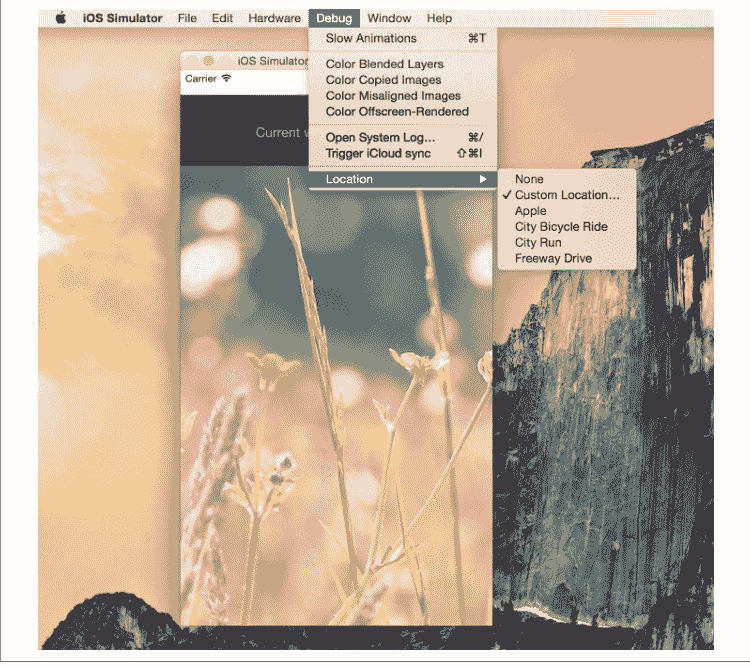 iOS Simulator File Edit Hardware Debug Window Help
Slow Animations ⌘T
iOS Simulator
Color Blended Layers
Carrier
Color Copied Images
Color Misaligned Images
Color Offscreen-Rendered
Current
Open System Log... ⌘/
Trigger iCloud sync ⇧⌘I
Location
None
✓ Custom Location...
Apple
City Bicycle Ride
City Run
Freeway Drive